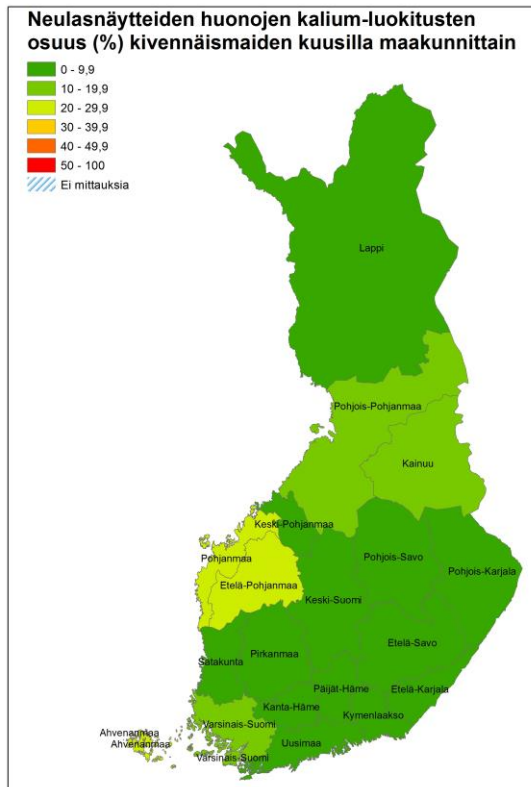 Neulasnäytteiden huonojen kalium-luokitusten
osuus (%) kivennäismaiden kuusilla maakunnittain
0 - 9,9
10 - 19,9
20 - 29,9
30 - 39,9
40 - 49,9
50 - 100
Ei mittauksia
Lappi
Pohjois-Pohjanmaa
Kainuu
Keski-Pohjanmaa
Pohjanmaa
Pohjois-Savo
Pohjois-Karjala
Etelä-Pohjanmaa
Keski-Suomi
Etelä-Savo
Pirkanmaa
Satakunta
Päijät-Häme
Etelä-Karjala
Kanta-Häme
Kymenlaakso
Varsinais-Suomi
Ahvenanmaa
Ahvenanmaa
Uusimaa
Varsinais-Suomi